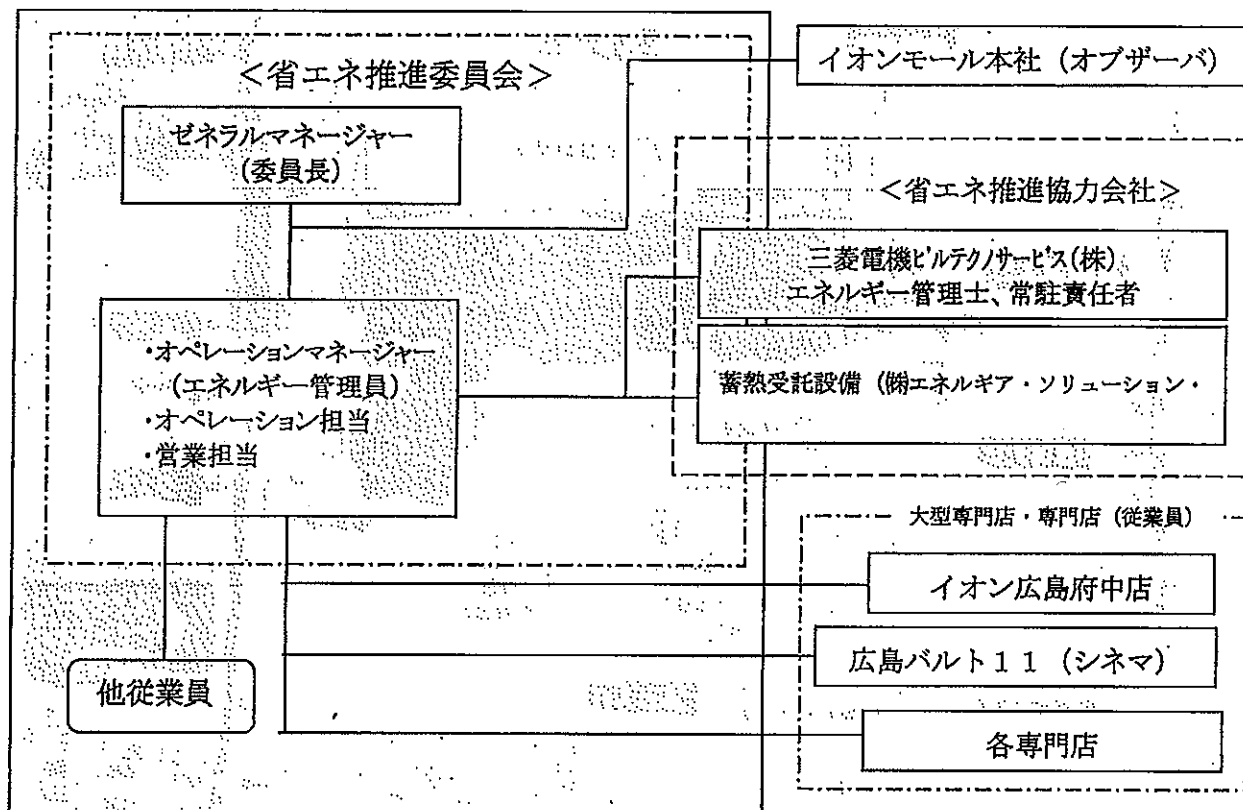 ＜省エネ推進委員会＞
ゼネラルマネージャー
（委員長）
・オペレーションマネージャー
（エネルギー管理員）
・オペレーション担当
・営業担当
他従業員
イオンモール本社（オブザーバ）
＜省エネ推進協力会社＞
三菱電機ﾋﾞﾙﾃｸﾉｻｰﾋﾞｽ(株)
エネルギー管理士、常駐責任者
蓄熱受託設備（㈱エネルギア・ソリューション・
大型専門店・専門店（従業員）
イオン広島府中店
広島バルト１１（シネマ）
各専門店